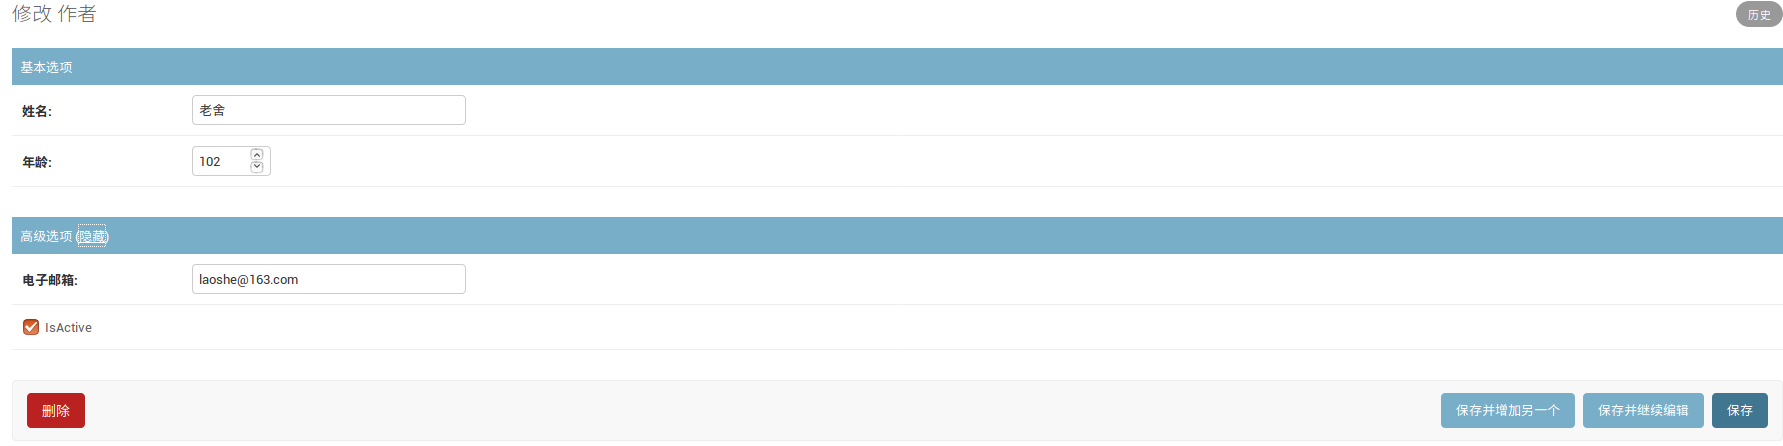 修改 作者
历史
基本选项
姓名: 老舍
年龄: 102
高级选项 (隐藏)
电子邮箱: laoshe@163.com
IsActive
删除 保存并增加另一个 保存并继续编辑 保存